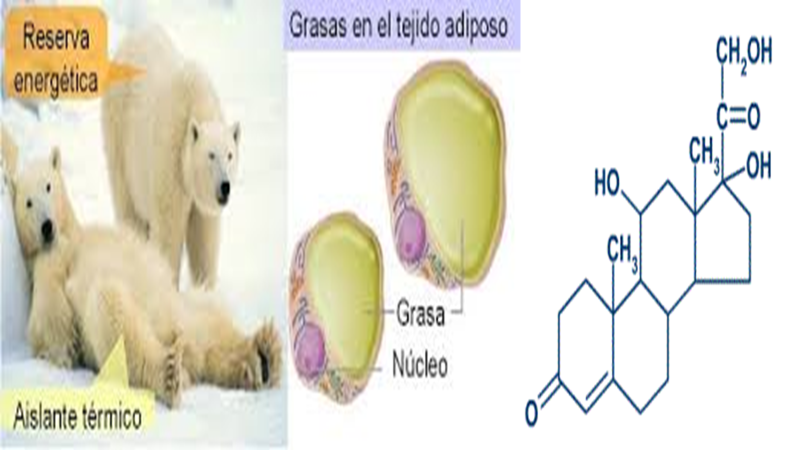 Reserva
energética
Aislante térmico
Grasas en el tejido adiposo
Grasa
Núcleo
CH2OH
C=O
CH3
OH
HO
CH3
O